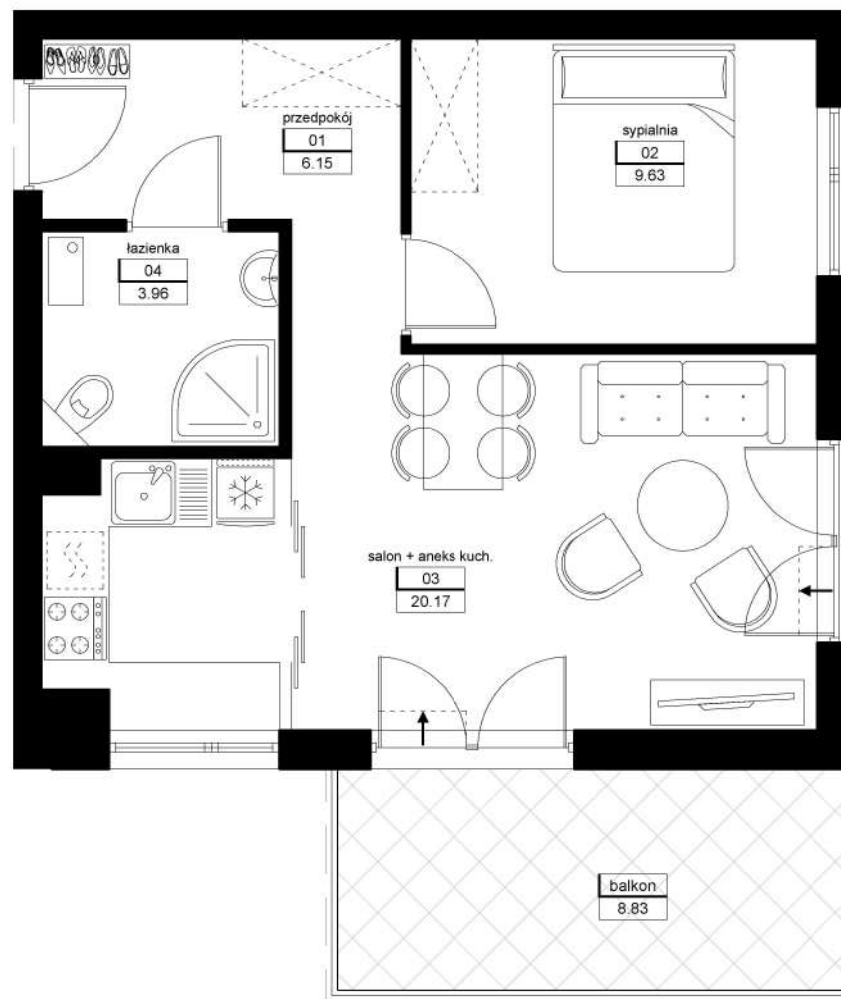 przedpokój
01
6.15
sypialnia
02
9.63
łazienka
04
3.96
salon + aneks kuch.
03
20.17
balkon
8.83